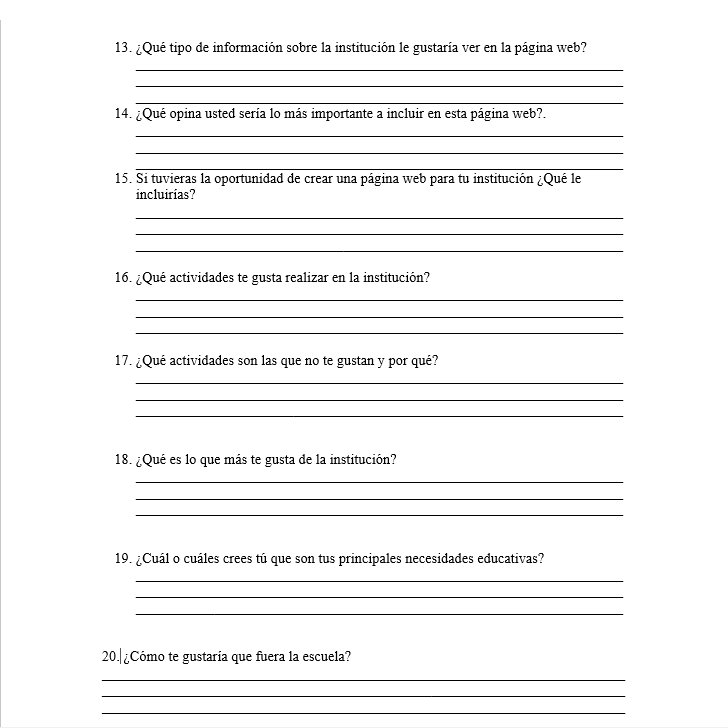 13. ¿Qué tipo de información sobre la institución le gustaría ver en la página web?
14. ¿Qué opina usted sería lo más importante a incluir en esta página web?.
15. Si tuvieras la oportunidad de crear una página web para tu institución ¿Qué le
incluirías?
16. ¿Qué actividades te gusta realizar en la institución?
17. ¿Qué actividades son las que no te gustan y por qué?
18. ¿Qué es lo que más te gusta de la institución?
19. ¿Cuál o cuáles crees tú que son tus principales necesidades educativas?
20. ¿Cómo te gustaría que fuera la escuela?